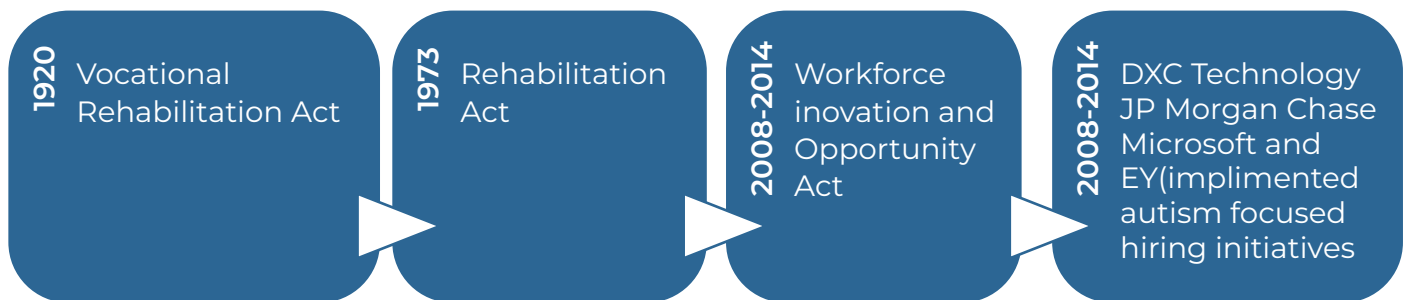 1920
Vocational
Rehabilitation Act
1973
Rehabilitation
Act
2008-2014
Workforce
inovation and
Opportunity
Act
2008-2014
DXC Technology
JP Morgan Chase
Microsoft and
EY(implimented
autism focused
hiring initiatives